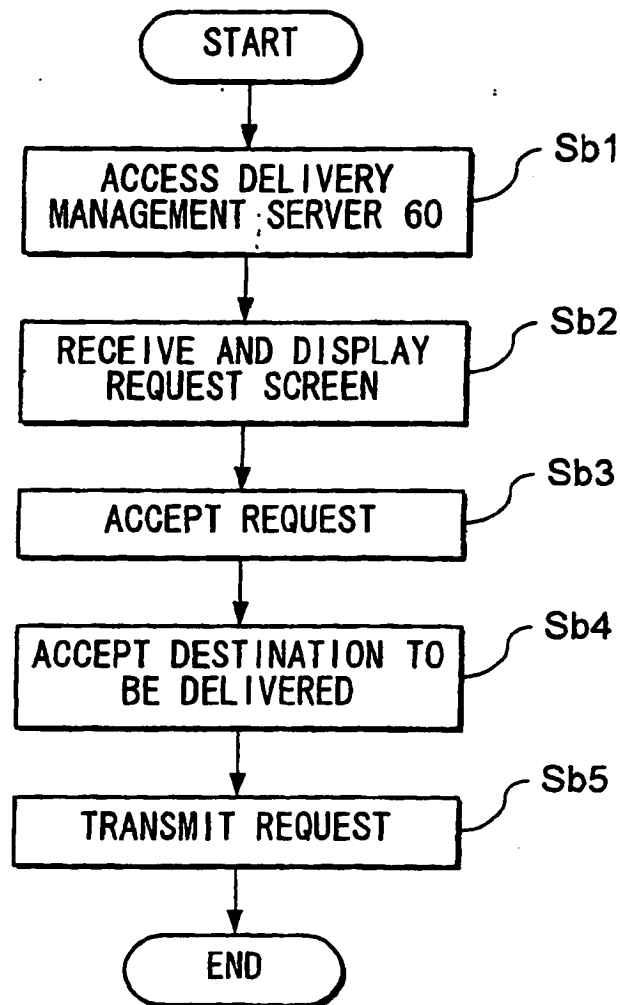 START
ACCESS DELIVERY
MANAGEMENT SERVER 60
Sb1
RECEIVE AND DISPLAY
REQUEST SCREEN
Sb2
ACCEPT REQUEST
Sb3
ACCEPT DESTINATION TO
BE DELIVERED
Sb4
TRANSMIT REQUEST
Sb5
END